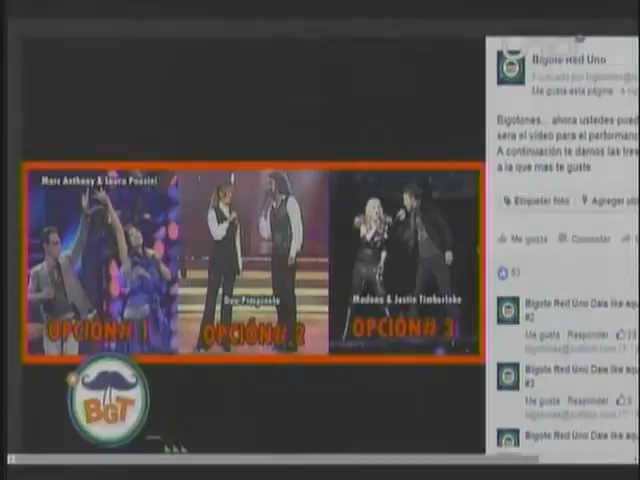 Marc Anthony & Laura Pausini
OPCIÓN# 1
Duo Pimpinela
OPCIÓN# 2
Madona & Justin Timberlake
OPCIÓN# 3
BGT
Bigote Red Uno
Me gusta esta página
Bigotones... ahora ustedes pued
sera el video para el performanc
A continuación te damos las tres
a la que mas te guste
Etiquetar foto
Agregar
Me gusta Comentar
53
Bigote Red Uno Dale like aqu
#2
Me gusta Responder
Bigote Red Uno Dale like aqu
#3
Me gusta Responder
Bigote Red Uno Dale like aqu